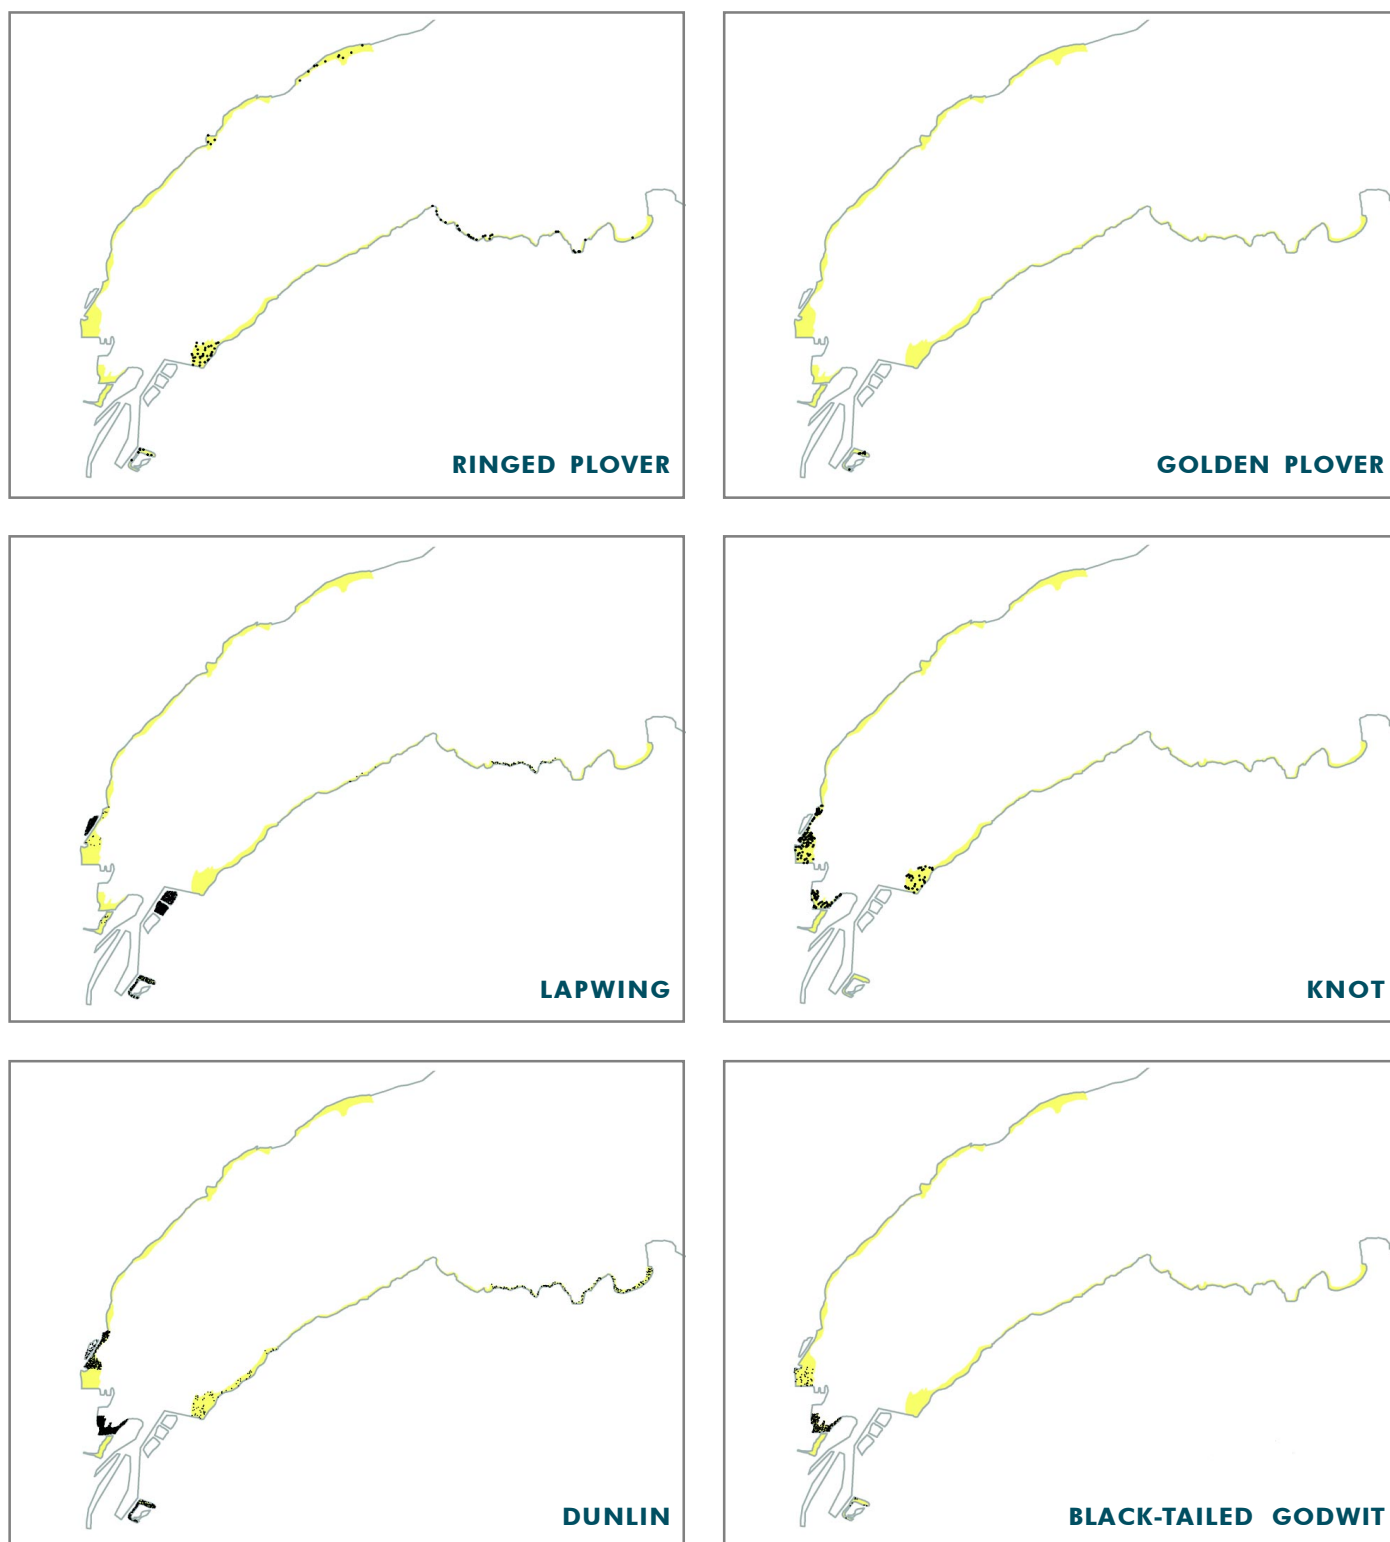 RINGED PLOVER
GOLDEN PLOVER
LAPWING
KNOT
DUNLIN
BLACK-TAILED GODWIT